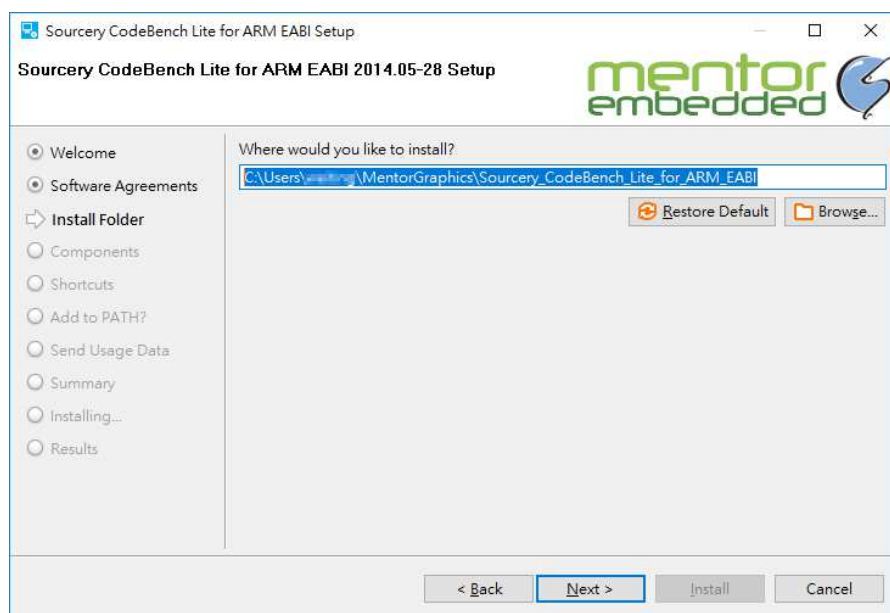 Sourcery CodeBench Lite for ARM EABI Setup
Sourcery CodeBench Lite for ARM EABI 2014.05-28 Setup
mentor
embedded
Welcome
Software Agreements
Install Folder
Components
Shortcuts
Add to PATH?
Send Usage Data
Summary
Installing...
Results
Where would you like to install?
C:\Users\ \MentorGraphics\Sourcery_CodeBench_Lite_for_ARM_EABI
Restore Default
Browse...
< Back
Next >
Install
Cancel